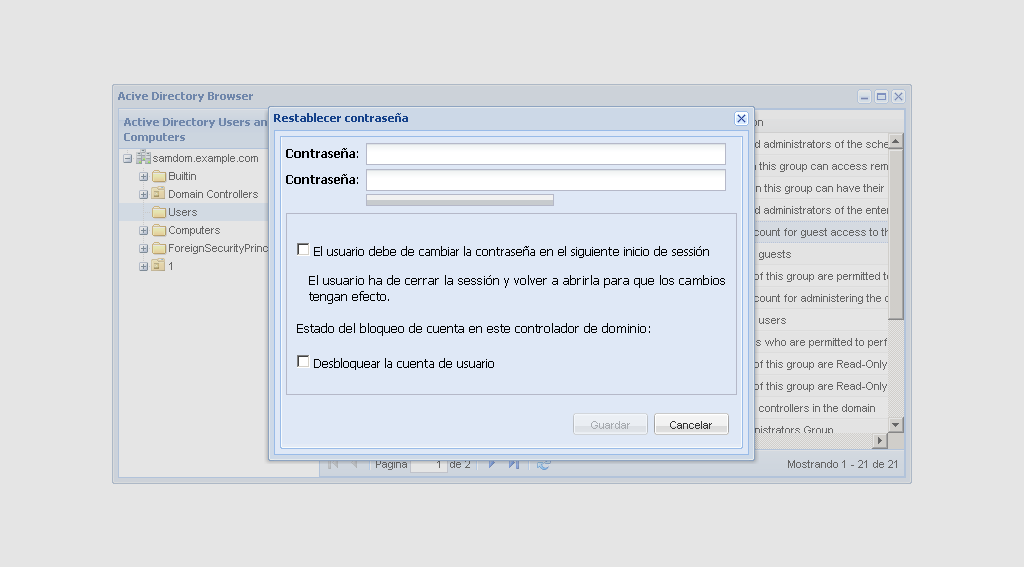 Acive Directory Browser
Active Directory Users an
Computers
samdom.example.com
Builtin
Domain Controllers
Users
Computers
ForeignSecurityPrinc
1
Restablecer contraseña
Contraseña:
Contraseña:
El usuario debe de cambiar la contraseña en el siguiente inicio de sesión
El usuario ha de cerrar la sesión y volver a abrirla para que los cambios
tengan efecto.
Estado del bloqueo de cuenta en este controlador de dominio:
Desbloquear la cuenta de usuario
Guardar
Cancelar
on
d administrators of the sche
n this group can access rem
n this group can have their
d administrators of the enter
count for guest access to th
guests
of this group are permitted t
count for administering the c
users
s who are permitted to perf
of this group are Read-Only
of this group are Read-Only
controllers in the domain
nistrators Group
Página 1 de 2
Mostrando 1 - 21 de 21